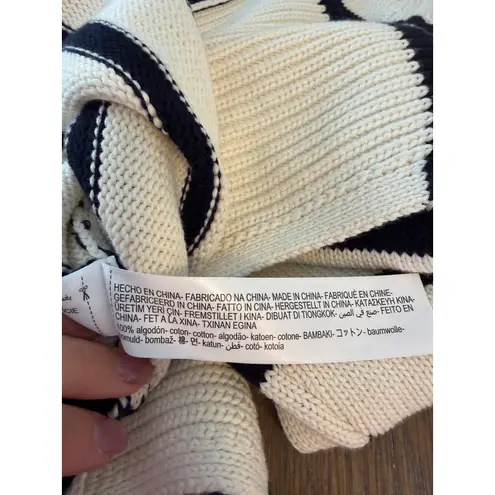 HECHO EN CHINA- FABRICADO NA CHINA- MADE IN CHINA- FABRIQUÉ EN CHINE-
GEFABRICEERD IN CHINA- FATTO IN CINA- HERGESTELLT IN CHINA- ΚΑΤΑΣΚΕΥΗ ΚΙΝΑ-
ÜRETIM YERİ ÇİN- FREMSTILLET I KINA- DIBUAT DI TIONGKOK- صنع في الصين- FEITO EN
CHINA- FET A LA XINA- TXINAN EGINA
100% algodón- coton- cotton- algodão- katoen- cotone- ΒΑΜΒΑΚΙ- コットン- baumwolle-
bomuld- bombaž- 棉- 면- katun- قطن- cotó- kotoia